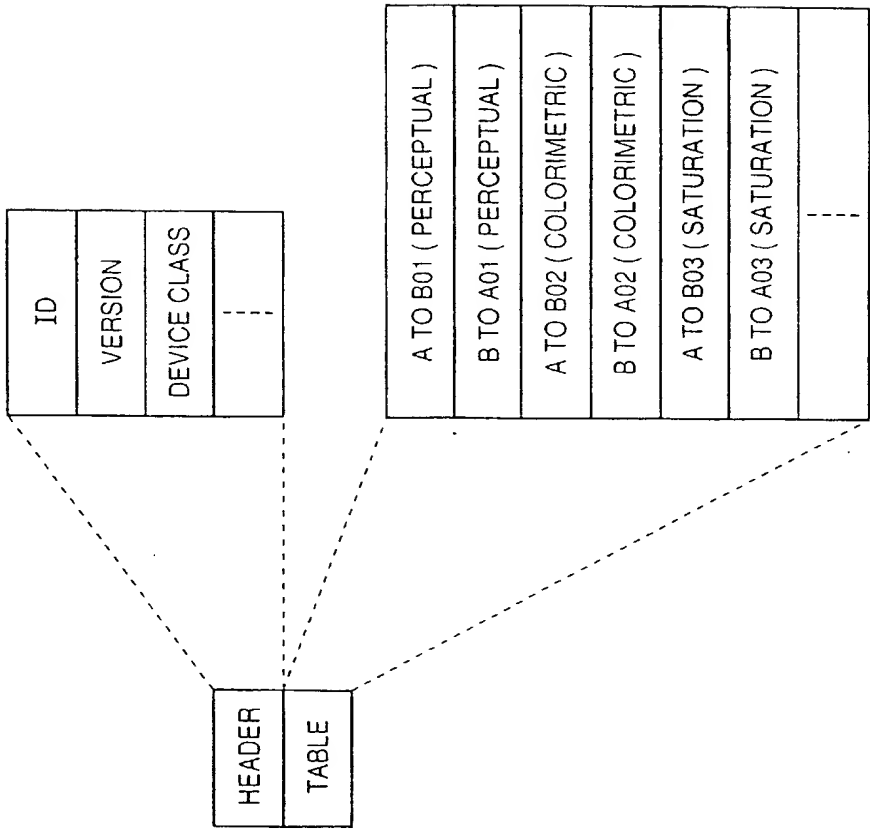 HEADER
TABLE
ID
VERSION
DEVICE CLASS
A TO B01 ( PERCEPTUAL )
B TO A01 ( PERCEPTUAL )
A TO B02 ( COLORIMETRIC )
B TO A02 ( COLORIMETRIC )
A TO B03 ( SATURATION )
B TO A03 ( SATURATION )